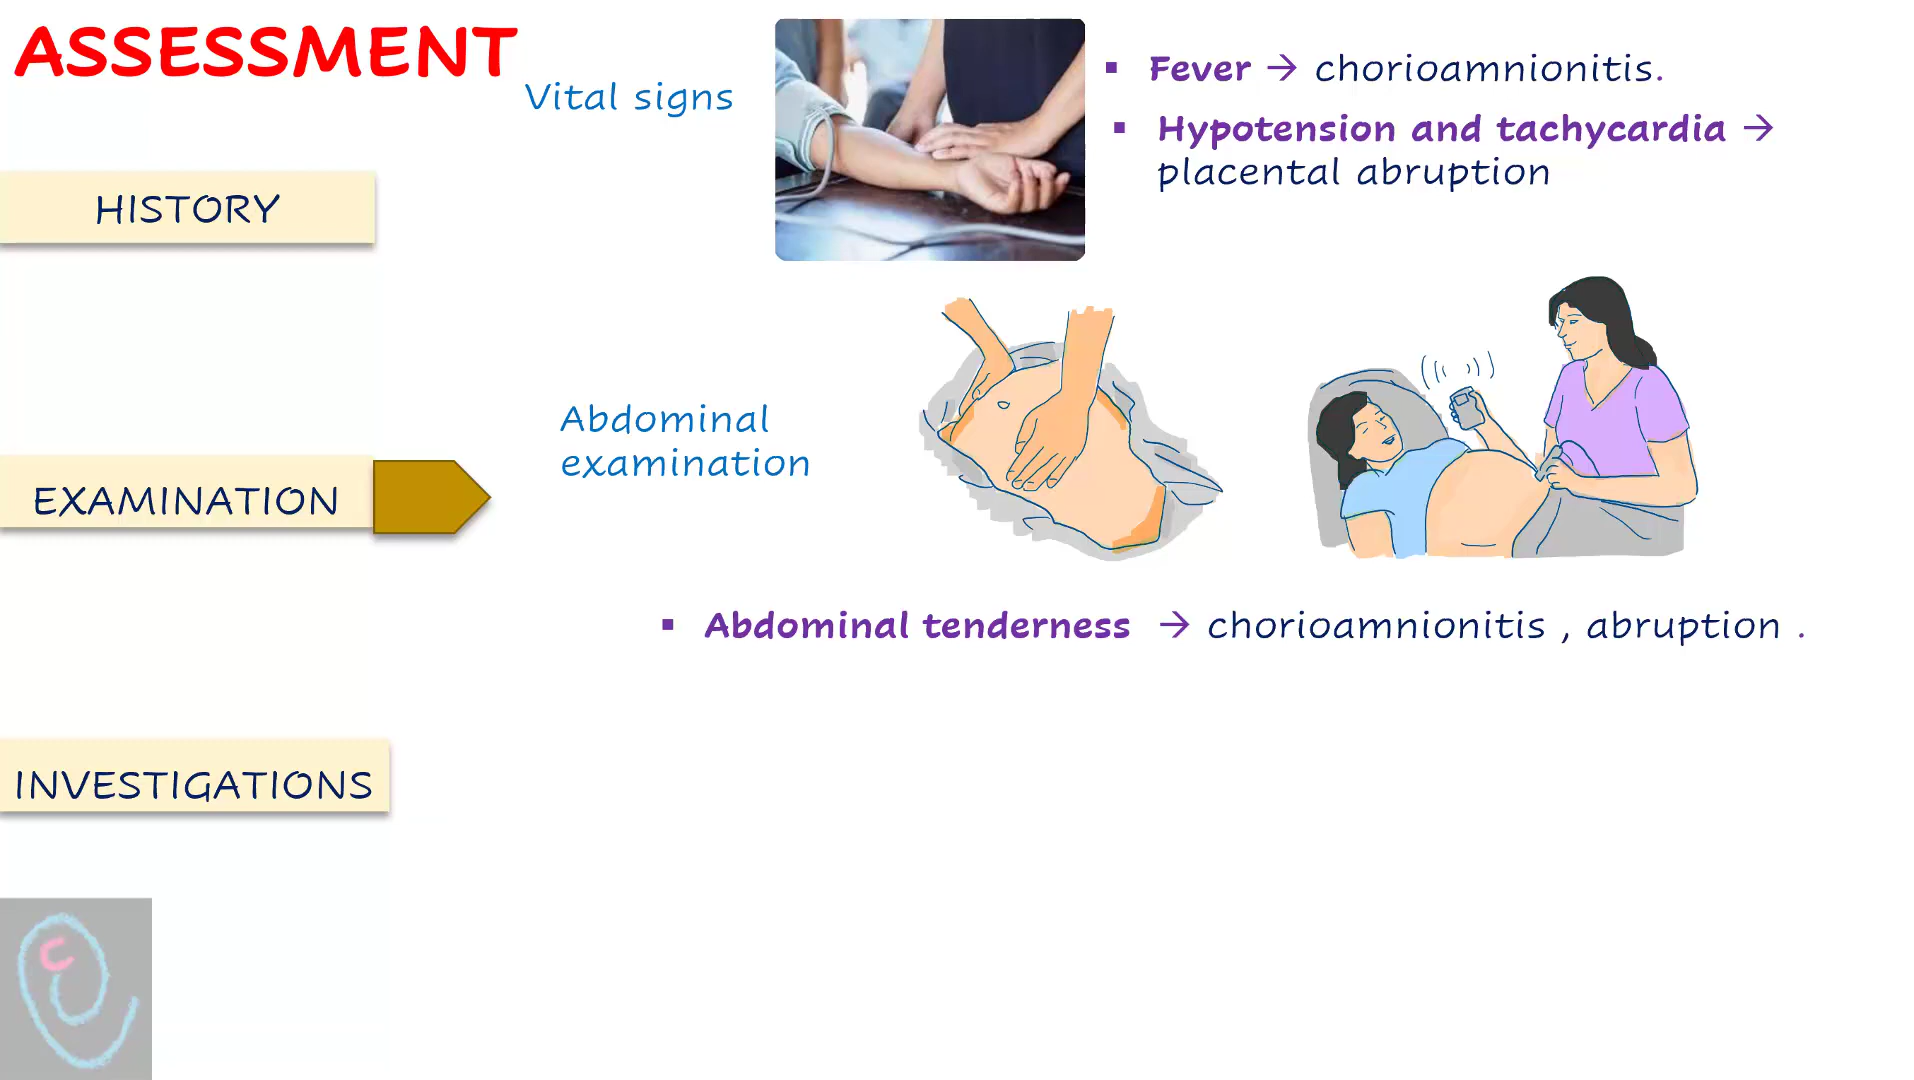 ASSESSMENT
Vital signs
▪ Fever → chorioamnionitis.
▪ Hypotension and tachycardia →
placental abruption
HISTORY
EXAMINATION
Abdominal
examination
▪ Abdominal tenderness → chorioamnionitis , abruption .
INVESTIGATIONS